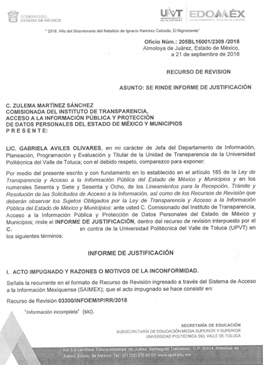 GOBIERNO DEL
ESTADO DE MÉXICO
UVT EDOMÉX
"2018. Año del Bicentenario del Natalicio de Ignacio Ramírez Calzada, El Nigromante"
Oficio Núm.: 205BL16001/2309 /2018
Almoloya de Juárez, Estado de México,
a 21 de septiembre de 2018
RECURSO DE REVISION
ASUNTO: SE RINDE INFORME DE JUSTIFICACIÓN
C. ZULEMA MARTÍNEZ SÁNCHEZ
COMISIONADA DEL INSTITUTO DE TRANSPARENCIA,
ACCESO A LA INFORMACIÓN PÚBLICA Y PROTECCIÓN
DE DATOS PERSONALES DEL ESTADO DE MÉXICO Y MUNICIPIOS
P R E S E N T E:
LIC. GABRIELA AVILES OLIVARES, en mi carácter de Jefa del Departamento de Información,
Planeación, Programación y Evaluación y Titular de la Unidad de Transparencia de la Universidad
Politécnica del Valle de Toluca; con el debido respeto, comparezco para exponer:
Por medio del presente escrito y con fundamento en lo establecido en el artículo 185 de la Ley de
Transparencia y Acceso a la Información Pública del Estado de México y Municipios y en los
numerales Sesenta y Siete y Sesenta y Ocho, de los Lineamientos para la Recepción, Trámite y
Resolución de las Solicitudes de Acceso a la Información, así como de los Recursos de Revisión que
deberán observar los Sujetos Obligados por la Ley de Transparencia y Acceso a la Información
Pública del Estado de México y Municipios; ante usted C. Comisionada del Instituto de Transparencia,
Acceso a la Información Pública y Protección de Datos Personales del Estado de México y
Municipios; rinde el INFORME DE JUSTIFICACIÓN, dentro del recurso de revisión interpuesto por el
C. en contra de la Universidad Politécnica del Valle de Toluca (UPVT) en
los siguientes términos:
INFORME DE JUSTIFICACIÓN
I. ACTO IMPUGNADO Y RAZONES O MOTIVOS DE LA INCONFORMIDAD.
Señala la recurrente en el formato de Recurso de Revisión ingresado a través del Sistema de Acceso
a la Información Mexiquense (SAIMEX); que el acto impugnado se hace consistir en:
Recurso de Revisión 03300/INFOEM/IP/RR/2018
"Información incompleta" (sic).
SECRETARÍA DE EDUCACIÓN
SUBSECRETARÍA DE EDUCACIÓN MEDIA SUPERIOR Y SUPERIOR
UNIVERSIDAD POLITÉCNICA DEL VALLE DE TOLUCA